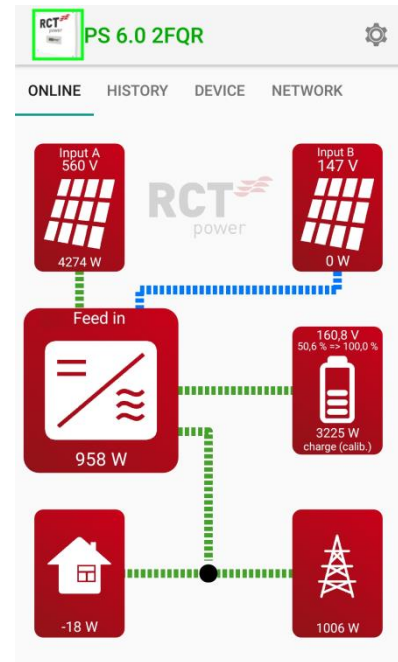 RCT
power
PS 6.0 2FQR
ONLINE HISTORY DEVICE NETWORK
Input A
560 V
4274 W
RCT
power
Input B
147 V
0 W
Feed in
958 W
160,8 V
50,6 % => 100,0 %
3225 W
charge (calib.)
-18 W
1006 W